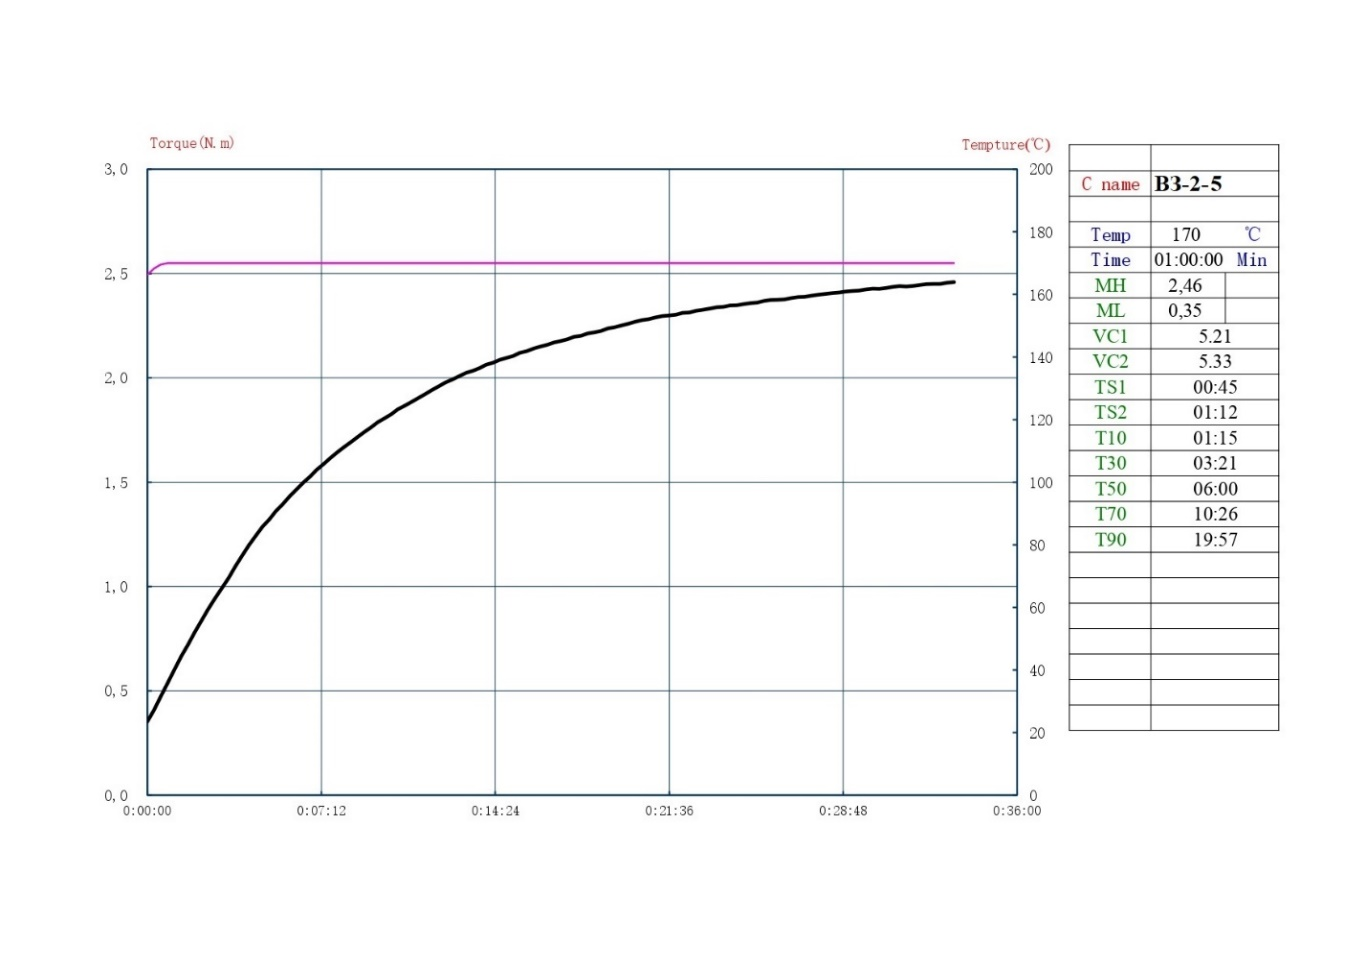 Torque(N.m)
Tempture(℃)
3,0
2,5
2,0
1,5
1,0
0,5
0,0
200
180
160
140
120
100
80
60
40
20
0
0:00:00 0:07:12 0:14:24 0:21:36 0:28:48 0:36:00
C name B3-2-5
Temp 170 ℃
Time 01:00:00 Min
MH 2,46
ML 0,35
VC1 5.21
VC2 5.33
TS1 00:45
TS2 01:12
T10 01:15
T30 03:21
T50 06:00
T70 10:26
T90 19:57